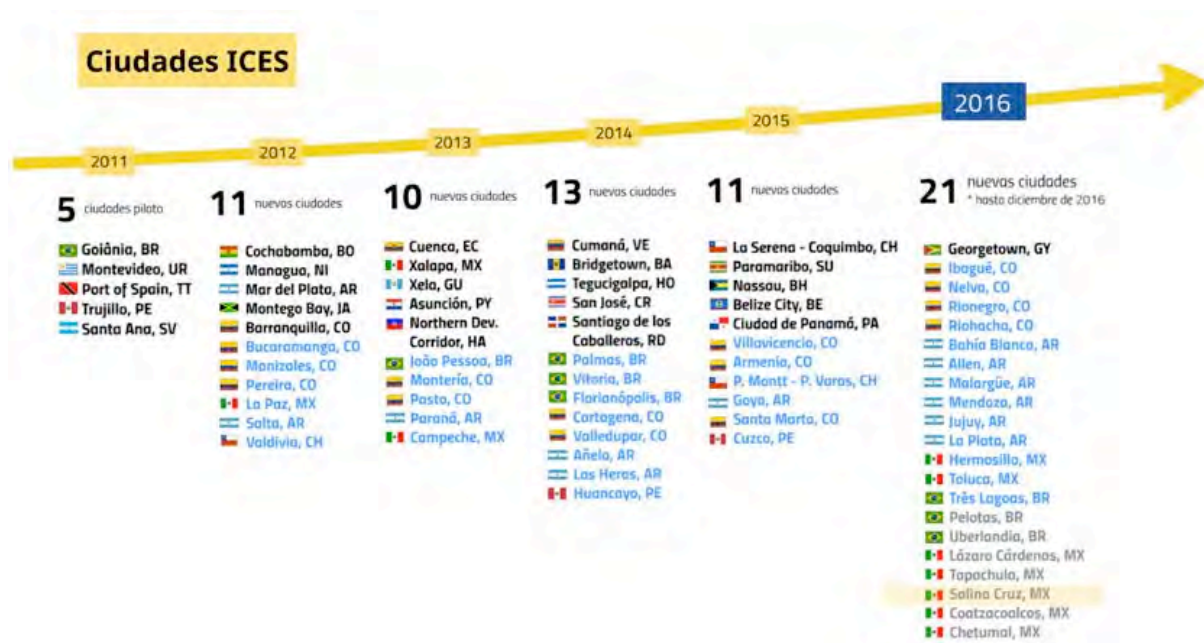 Ciudades ICES
2011
2012
2013
2014
2015
2016
5 ciudades piloto
Goiânia, BR
Montevideo, UR
Port of Spain, TT
Trujillo, PE
Santa Ana, SV
11 nuevas ciudades
Cochabamba, BO
Managua, NI
Mar del Plata, AR
Montego Bay, JA
Barranquilla, CO
Bucaramanga, CO
Manizales, CO
Pereira, CO
La Paz, MX
Salta, AR
Valdivia, CH
10 nuevas ciudades
Cuenca, EC
Xalapa, MX
Xela, GU
Asunción, PY
Northern Dev.
Corridor, HA
João Pessoa, BR
Montería, CO
Pasto, CO
Paraná, AR
Campeche, MX
13 nuevas ciudades
Cumaná, VE
Bridgetown, BA
Tegucigalpa, HO
San José, CR
Santiago de los
Caballeros, RD
Palmas, BR
Vitoria, BR
Florianópolis, BR
Cartagena, CO
Valledupar, CO
Añelo, AR
Las Heras, AR
Huancayo, PE
11 nuevas ciudades
La Serena - Coquimbo, CH
Paramaribo, SU
Nassau, BH
Belize City, BE
Ciudad de Panamá, PA
Villavicencio, CO
Armenia, CO
P. Montt - P. Varas, CH
Goya, AR
Santa Marta, CO
Cuzco, PE
21 nuevas ciudades
* hasta diciembre de 2016
Georgetown, GY
Ibagué, CO
Neiva, CO
Rionegro, CO
Riohacha, CO
Bahía Blanca, AR
Allen, AR
Malargüe, AR
Mendoza, AR
Jujuy, AR
La Plata, AR
Hermosillo, MX
Toluca, MX
Três Lagoas, BR
Pelotas, BR
Uberlandia, BR
Lázaro Cárdenas, MX
Tapachula, MX
Salina Cruz, MX
Coatzacoalcos, MX
Chetumal, MX